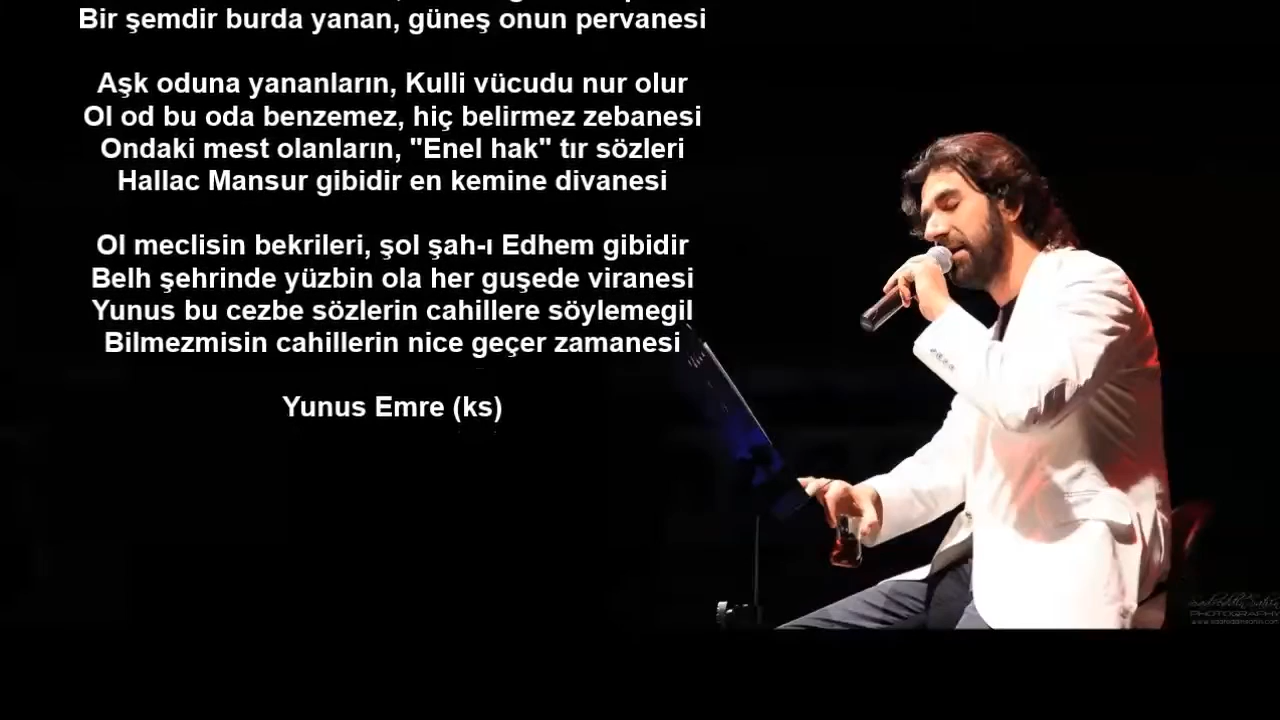 Bir şemdir burda yanan, güneş onun pervanesi
Aşk oduna yananların, Kulli vücudu nur olur
Ol od bu oda benzemez, hiç belirmez zebanesi
Ondaki mest olanların, "Enel hak" tır sözleri
Hallac Mansur gibidir en kemine divanesi
Ol meclisin bekrileri, şol şah-ı Edhem gibidir
Belh şehrinde yüzbin ola her guşede viranesi
Yunus bu cezbe sözlerin cahillere söylemegil
Bilmezmisin cahillerin nice geçer zamanesi
Yunus Emre (ks)
PHOTOGRAPHY